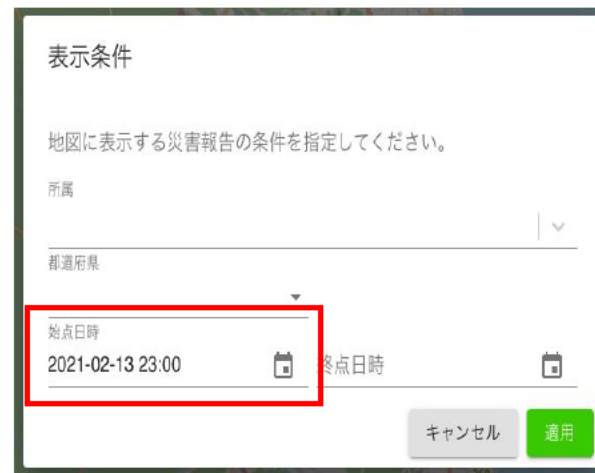 表示条件
地図に表示する災害報告の条件を指定してください。
所属
都道府県
始点日時
2021-02-13 23:00
終点日時
キャンセル
適用